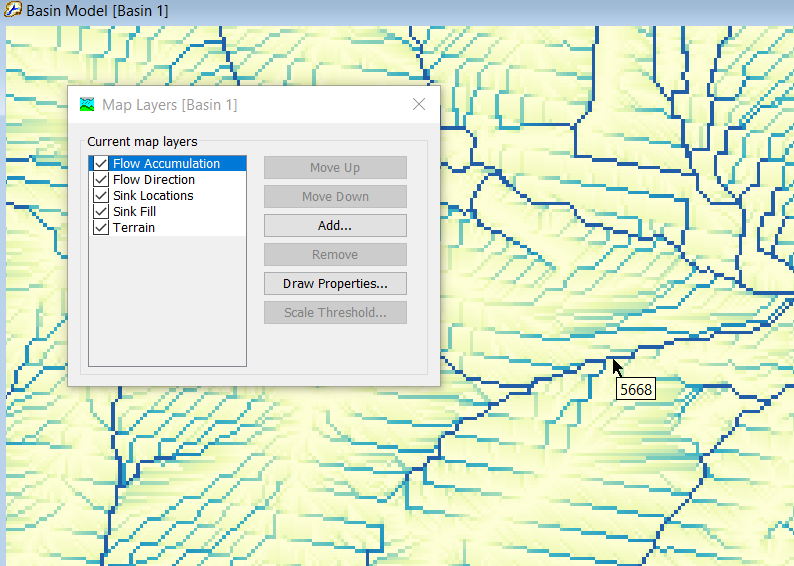 Basin Model [Basin 1]
Map Layers [Basin 1]
Current map layers
Flow Accumulation
Flow Direction
Sink Locations
Sink Fill
Terrain
Move Up
Move Down
Add...
Remove
Draw Properties...
Scale Threshold...
5668